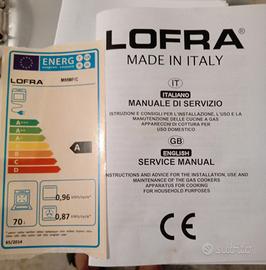 ENERG
LOFRA
MMBF/C
A
0,96 kWh/cycle*
0,87 kWh/cycle*
70 L
65/2014
LOFRA®
MADE IN ITALY
IT
ITALIANO
MANUALE DI SERVIZIO
ISTRUZIONI E CONSIGLI PER L'INSTALLAZIONE, L'USO E LA
MANUTENZIONE DELLE CUCINE A GAS
APPARECCHI DI COTTURA PER
USO DOMESTICO
GB
ENGLISH
SERVICE MANUAL
INSTRUCTIONS AND ADVICE FOR THE INSTALLATION, USE AND
MAINTENANCE OF THE GAS COOKERS
APPARATUS FOR COOKING
FOR HOUSEHOLD PURPOSES
CE